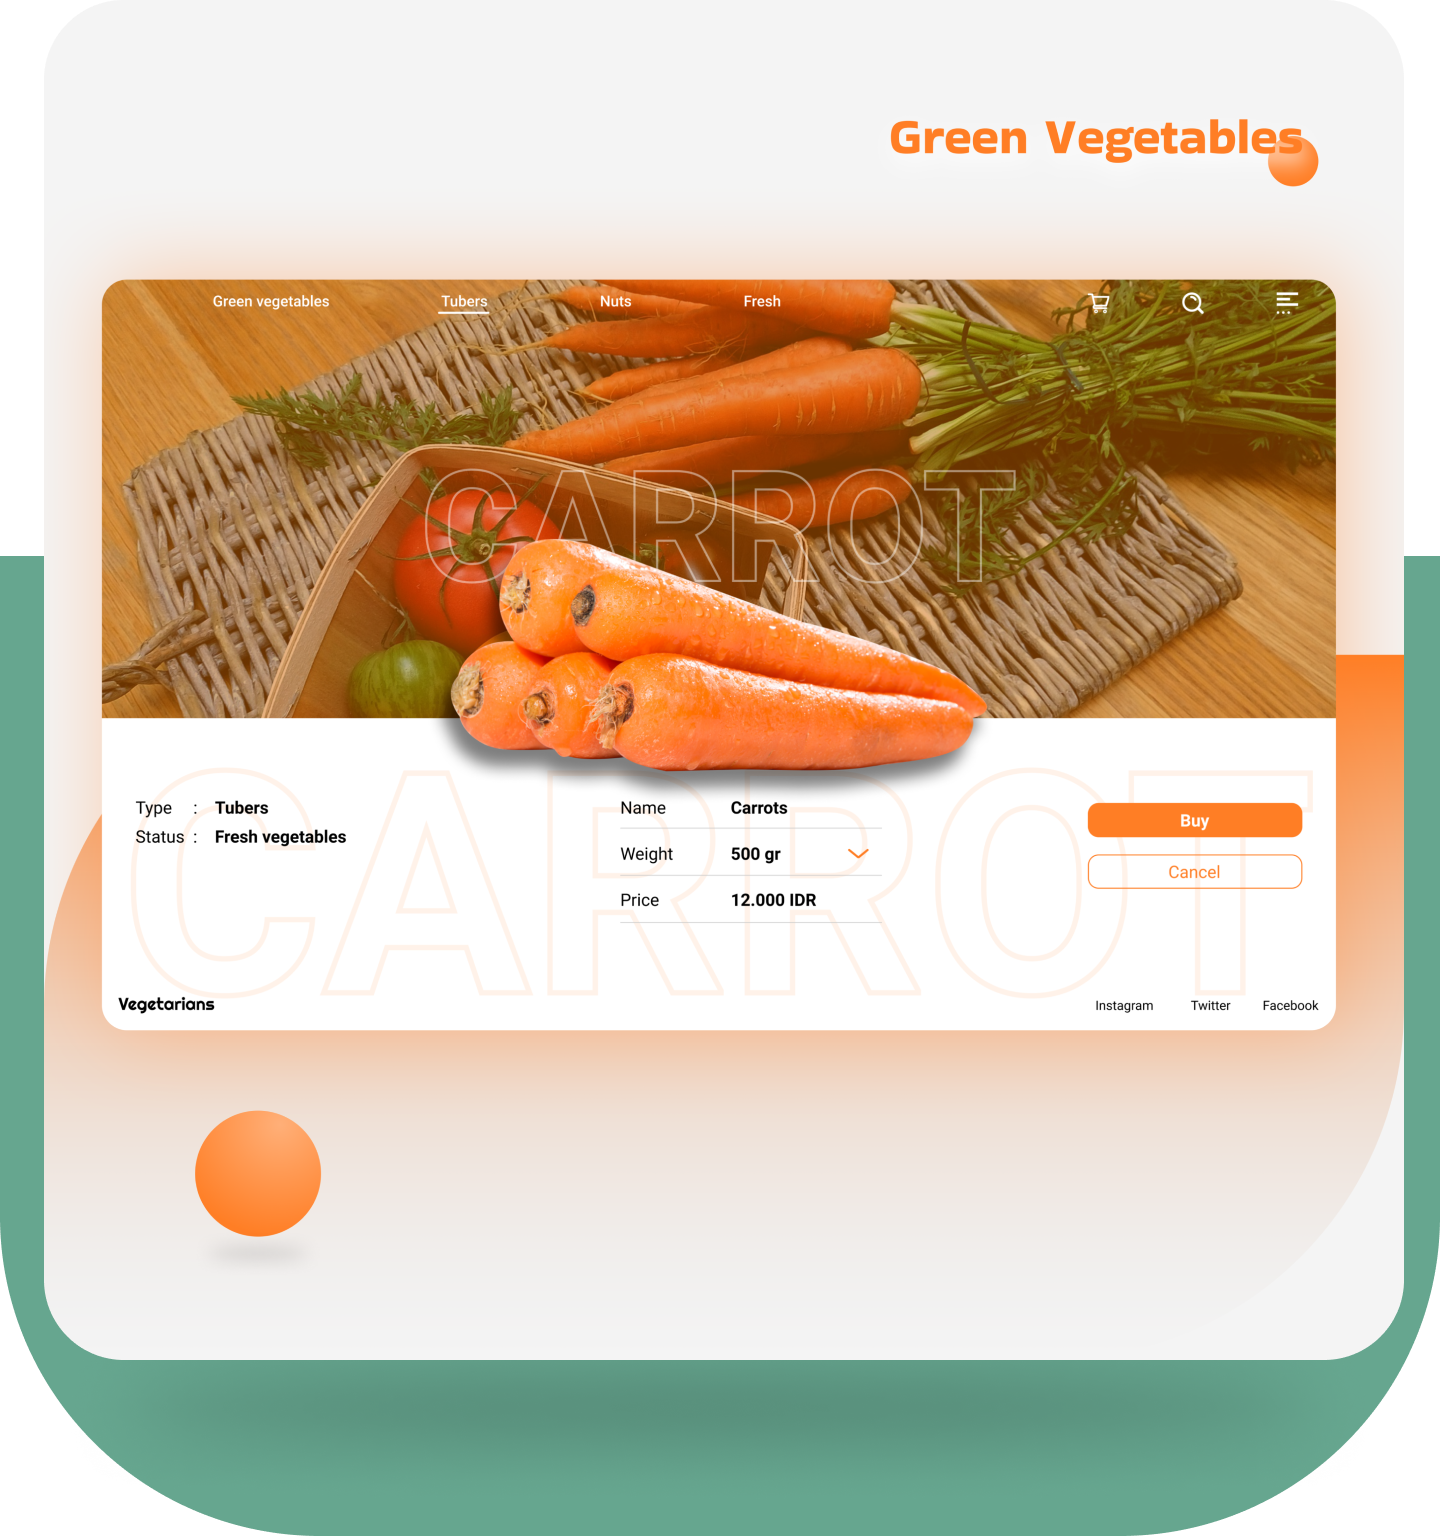 Green Vegetables
Green vegetables Tubers Nuts Fresh
CARROT
CARROT
Type : Tubers
Status : Fresh vegetables
Name Carrots
Weight 500 gr
Price 12.000 IDR
Buy
Cancel
Vegetarians
Instagram Twitter Facebook